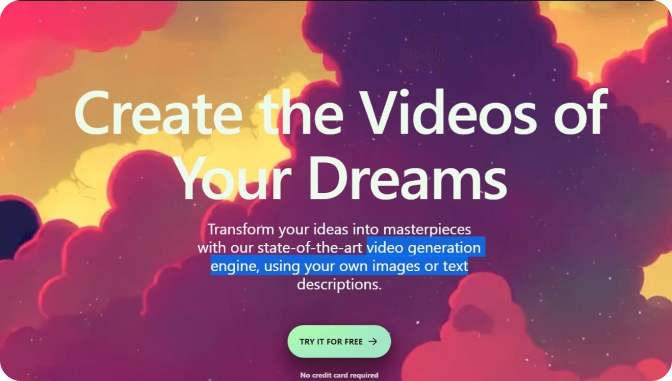 Create the Videos of
Your Dreams
Transform your ideas into masterpieces
with our state-of-the-art video generation
engine, using your own images or text
descriptions.
TRY IT FOR FREE →
No credit card required